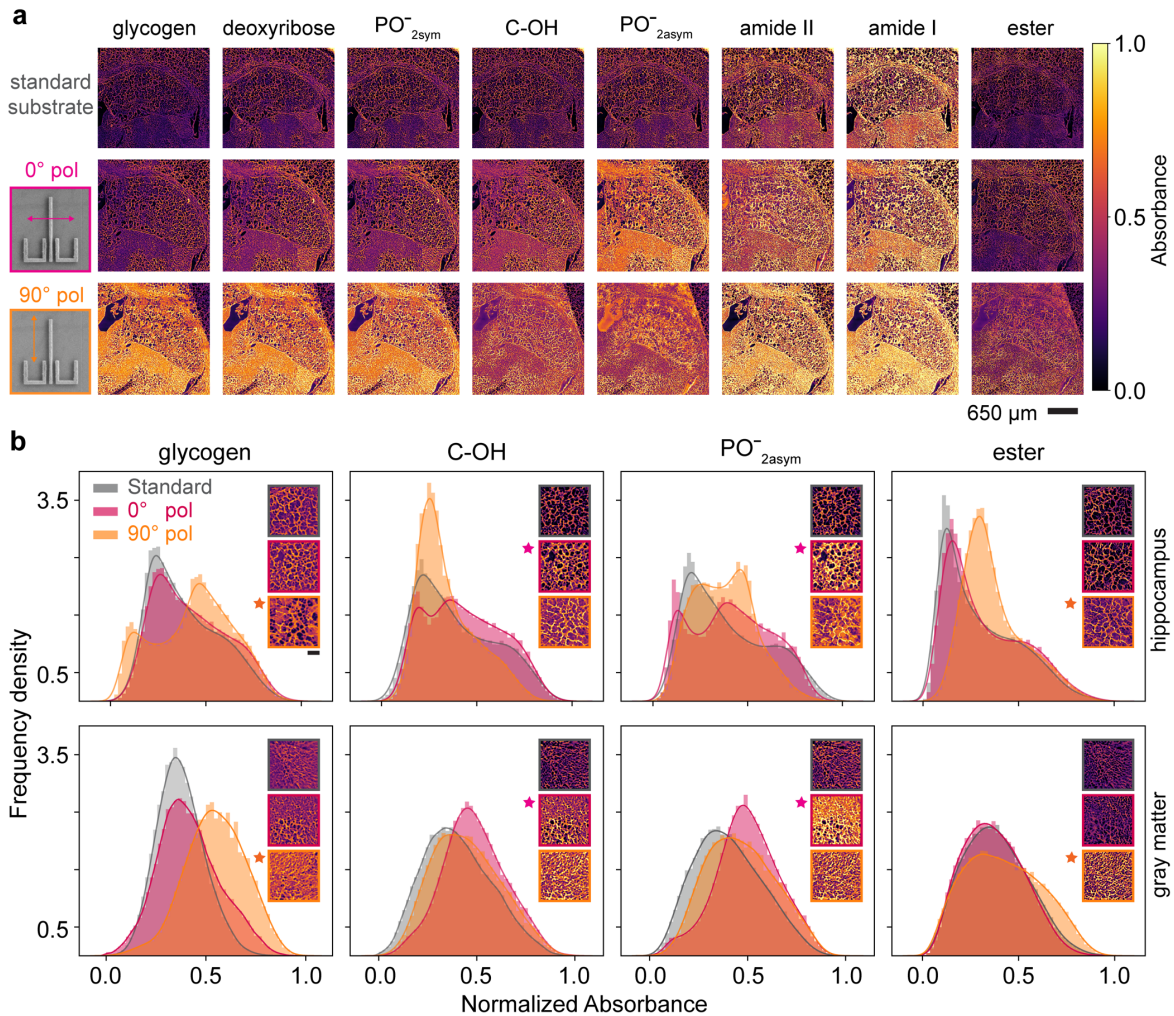 a
glycogen deoxyribose PO⁻2sym C-OH PO⁻2asym amide II amide I ester
standard
substrate
0° pol
90° pol
1.0
0.5
0.0
Absorbance
650 µm
b
glycogen C-OH PO⁻2asym ester
3.5
0.5
Standard
0° pol
90° pol
hippocampus
3.5
0.5
gray matter
Frequency density
0.0 0.5 1.0 0.0 0.5 1.0 0.0 0.5 1.0 0.0 0.5 1.0
Normalized Absorbance